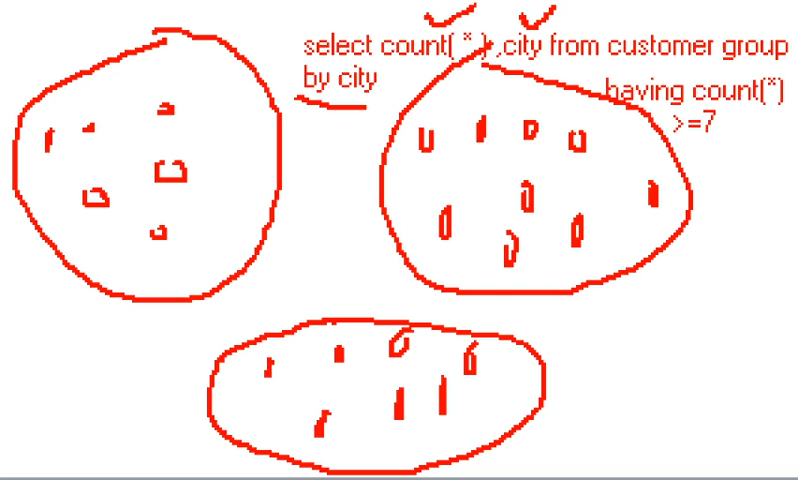 select count( * ) ,city from customer group
by city
having count(*)
>=7